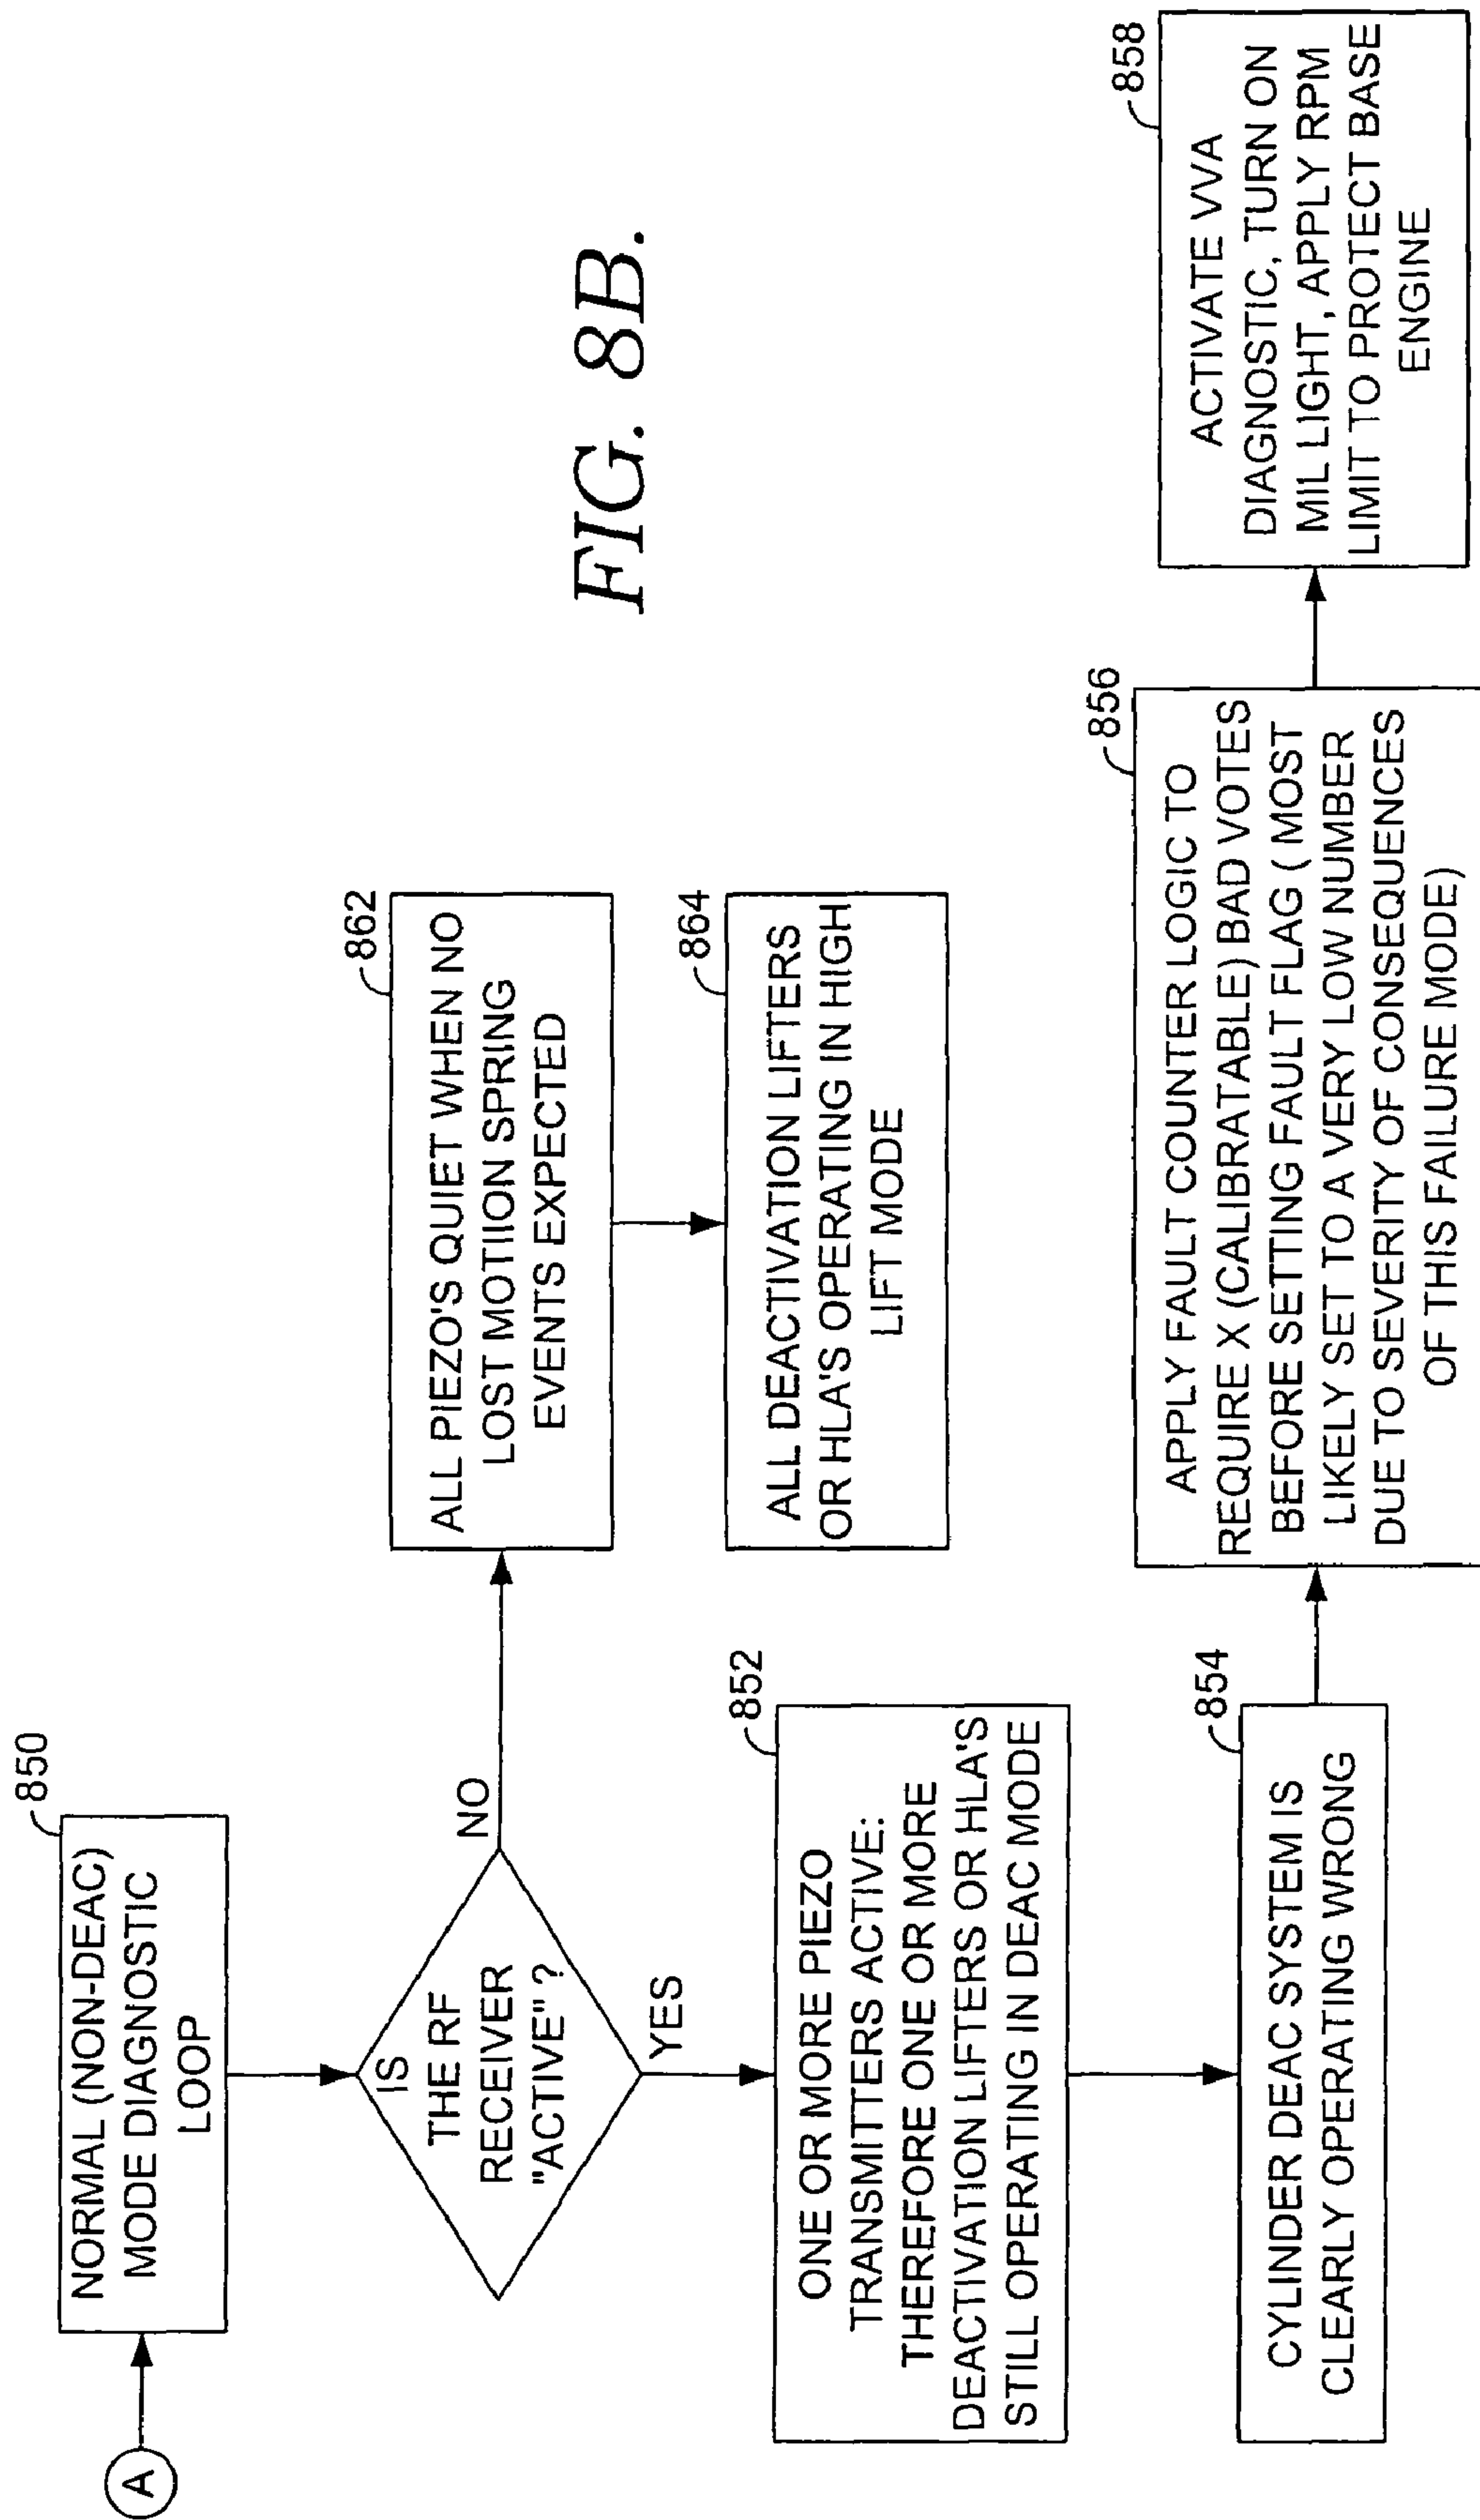 A
850
NORMAL (NON-DEAC)
MODE DIAGNOSTIC
LOOP
IS
THE RF
RECEIVER
"ACTIVE" ?
NO
YES
862
ALL PIEZO'S QUIET WHEN NO
LOST MOTIION SPRING
EVENTS EXPECTED
864
ALL DEACTIVATION LIFTERS
OR HLA'S OPERATING IN HIGH
LIFT MODE
852
ONE OR MORE PIEZO
TRANSMITTERS ACTIVE:
THEREFORE ONE OR MORE
DEACTIVATION LIFTERS OR HLA'S
STILL OPERATING IN DEAC MODE
854
CYLINDER DEAC SYSTEM IS
CLEARLY OPERATING WRONG
856
APPLY FAULT COUNTER LOGIC TO
REQUIRE X (CALIBRATABLE) BAD VOTES
BEFORE SETTING FAULT FLAG ( MOST
LIKELY SET TO A VERY LOW NUMBER
DUE TO SEVERITY OF CONSEQUENCES
OF THIS FAILURE MODE)
858
ACTIVATE VVA
DIAGNOSTIC, TURN ON
MIL LIGHT, APPLY RPM
LIMIT TO PROTECT BASE
ENGINE
FIG. 8B.